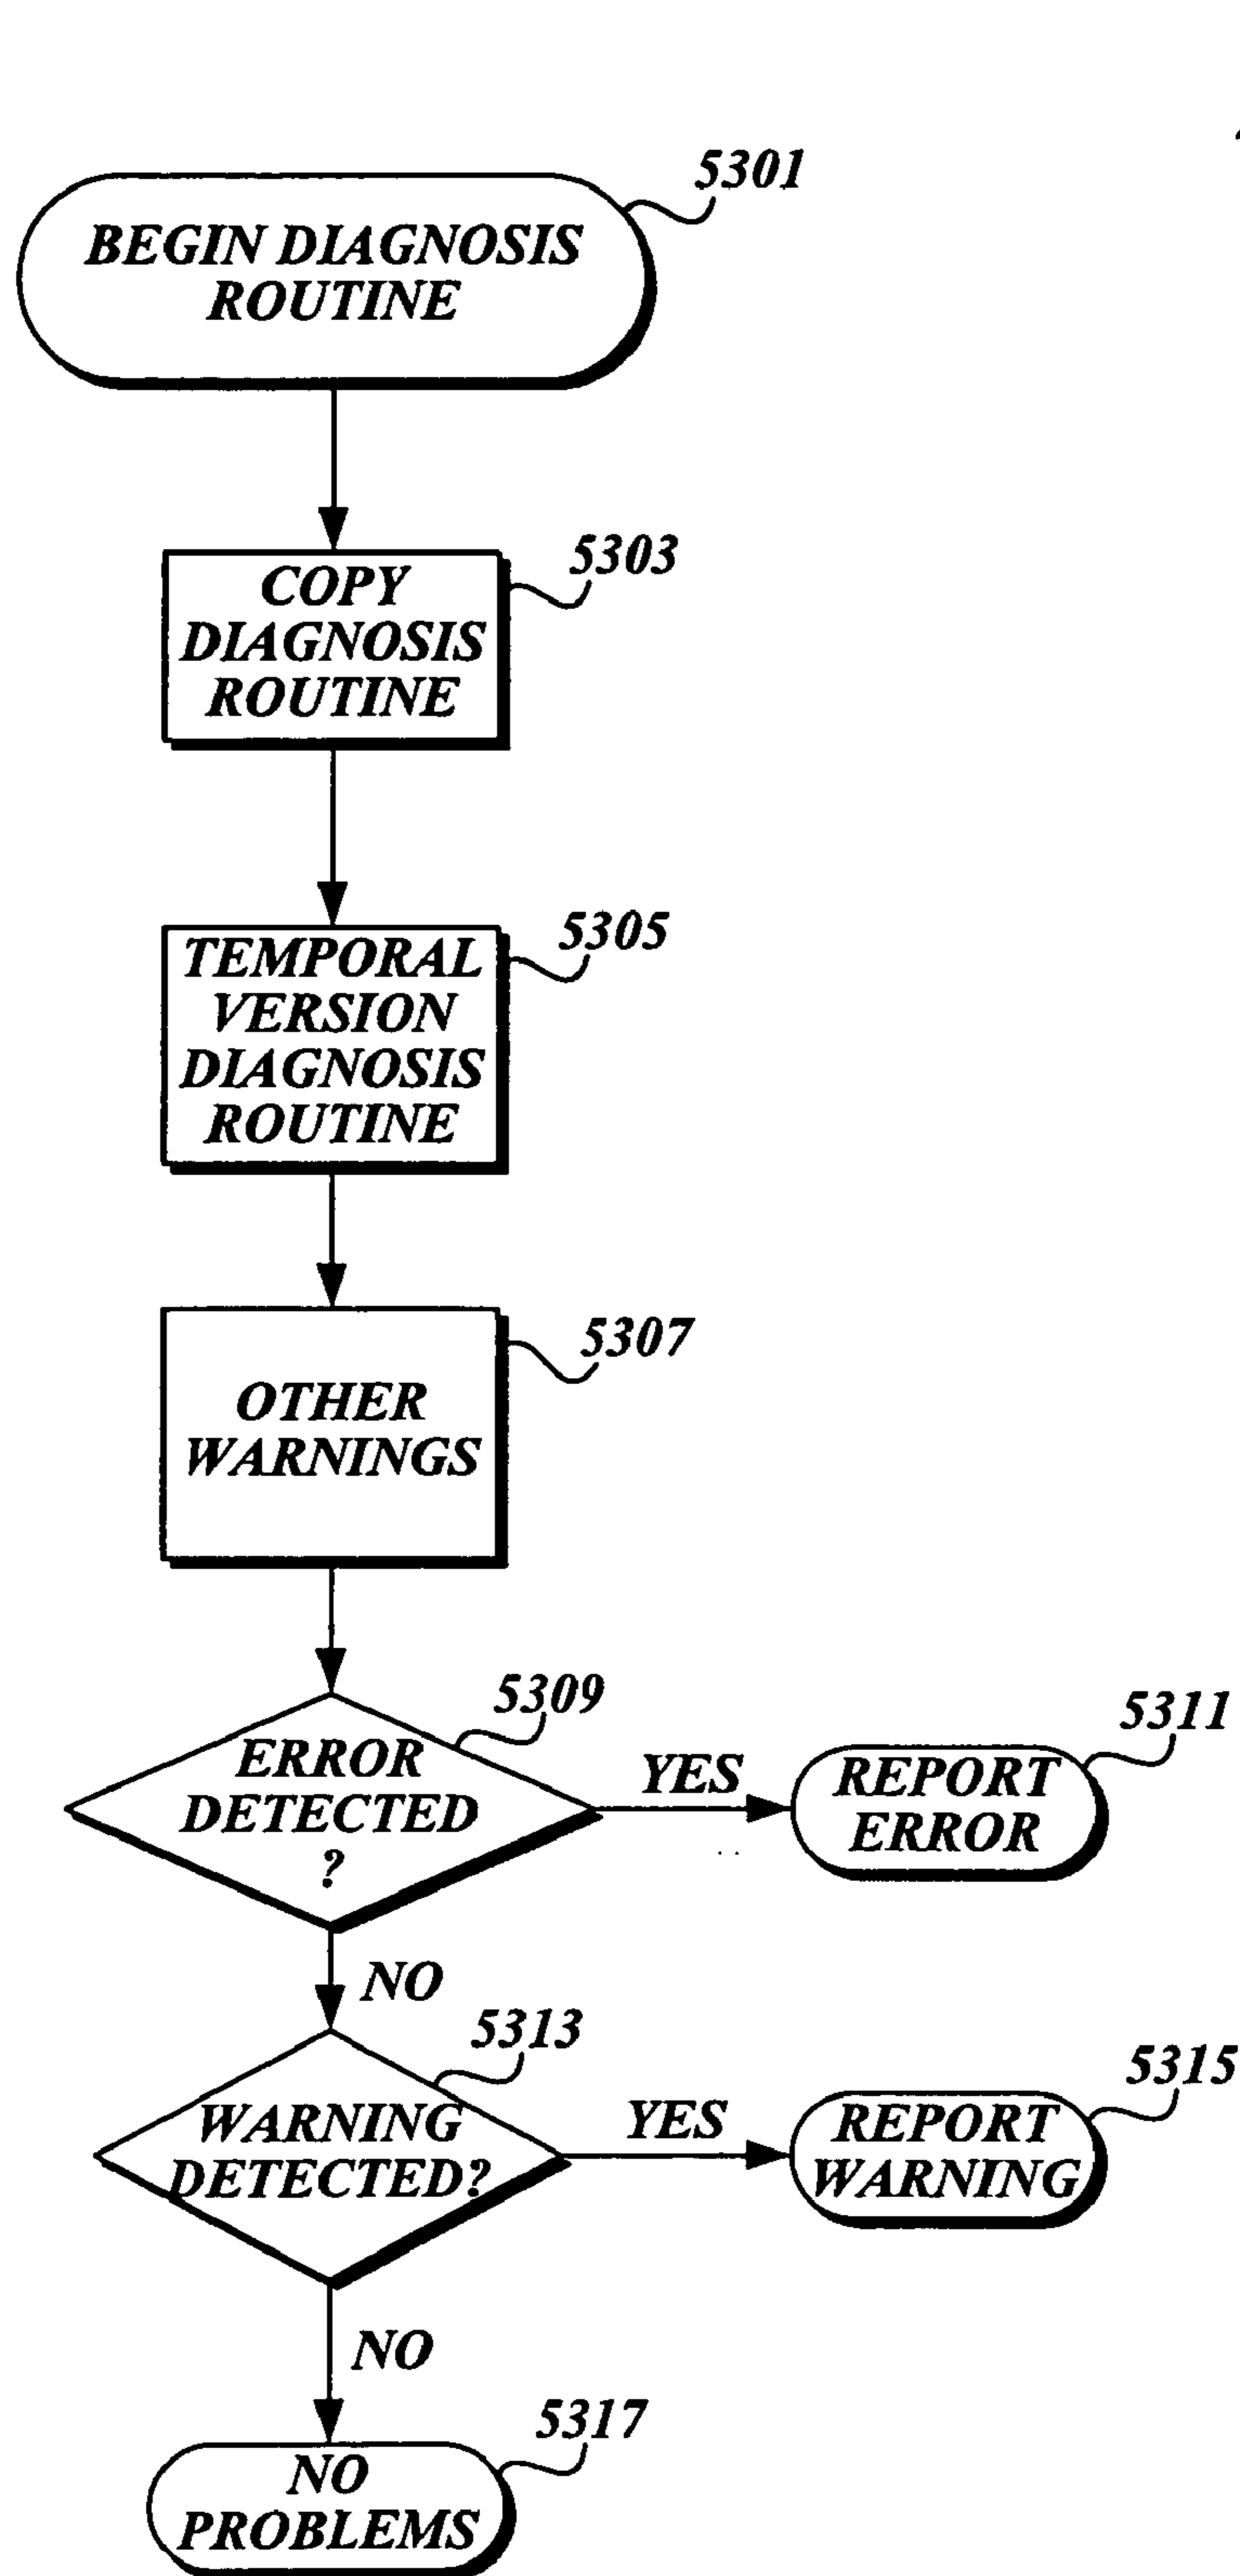 5301
BEGIN DIAGNOSIS
ROUTINE
5303
COPY
DIAGNOSIS
ROUTINE
5305
TEMPORAL
VERSION
DIAGNOSIS
ROUTINE
5307
OTHER
WARNINGS
5309
ERROR
DETECTED
?
YES
5311
REPORT
ERROR
NO
5313
WARNING
DETECTED?
YES
5315
REPORT
WARNING
NO
5317
NO
PROBLEMS